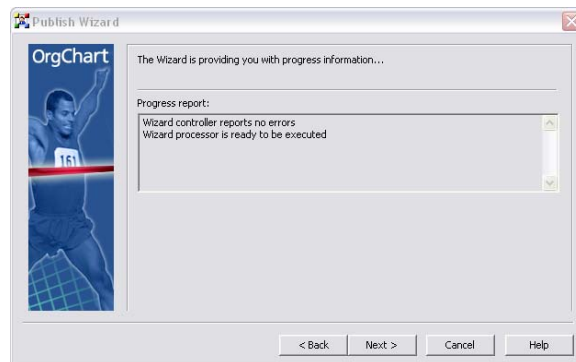 Publish Wizard
OrgChart
161
The Wizard is providing you with progress information...
Progress report:
Wizard controller reports no errors
Wizard processor is ready to be executed
< Back
Next >
Cancel
Help